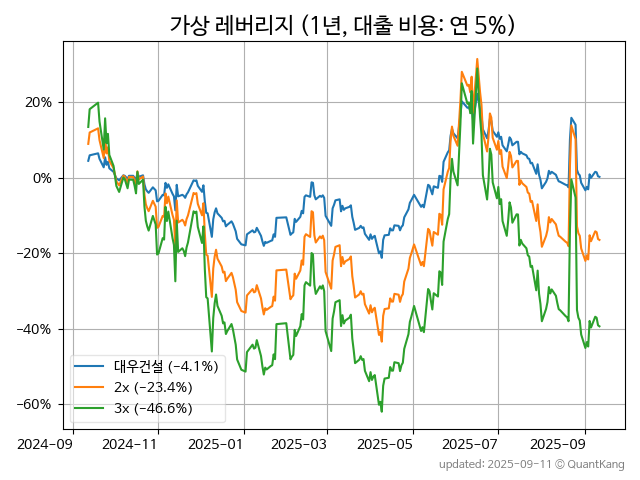 가상 레버리지 (1년, 대출 비용: 연 5%)
20%
0%
−20%
−40%
−60%
대우건설 (−4.1%)
2x (−23.4%)
3x (−46.6%)
2024−09 2024−11 2025−01 2025−03 2025−05 2025−07 2025−09
updated: 2025-09-11 © QuantKang